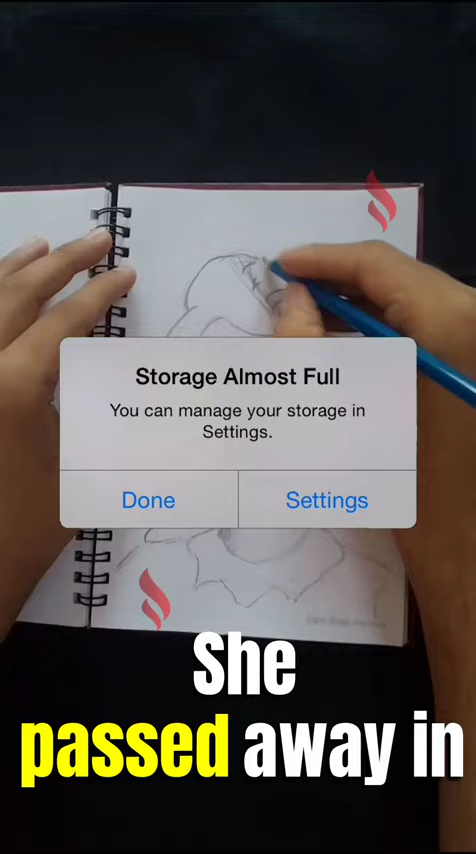 Storage Almost Full
You can manage your storage in
Settings.
Done
Settings
She
passed away in